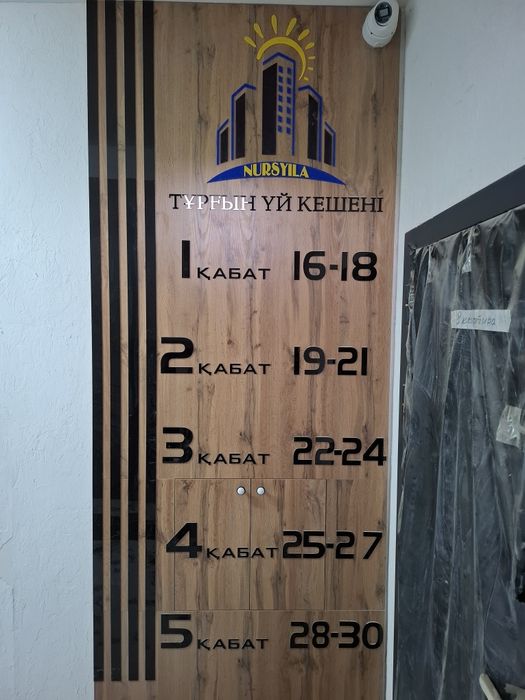 NURSYILA
ТҰРҒЫН ҮЙ КЕШЕНІ
1 ҚАБАТ 16-18
2 ҚАБАТ 19-21
3 ҚАБАТ 22-24
4 ҚАБАТ 25-27
5 ҚАБАТ 28-30